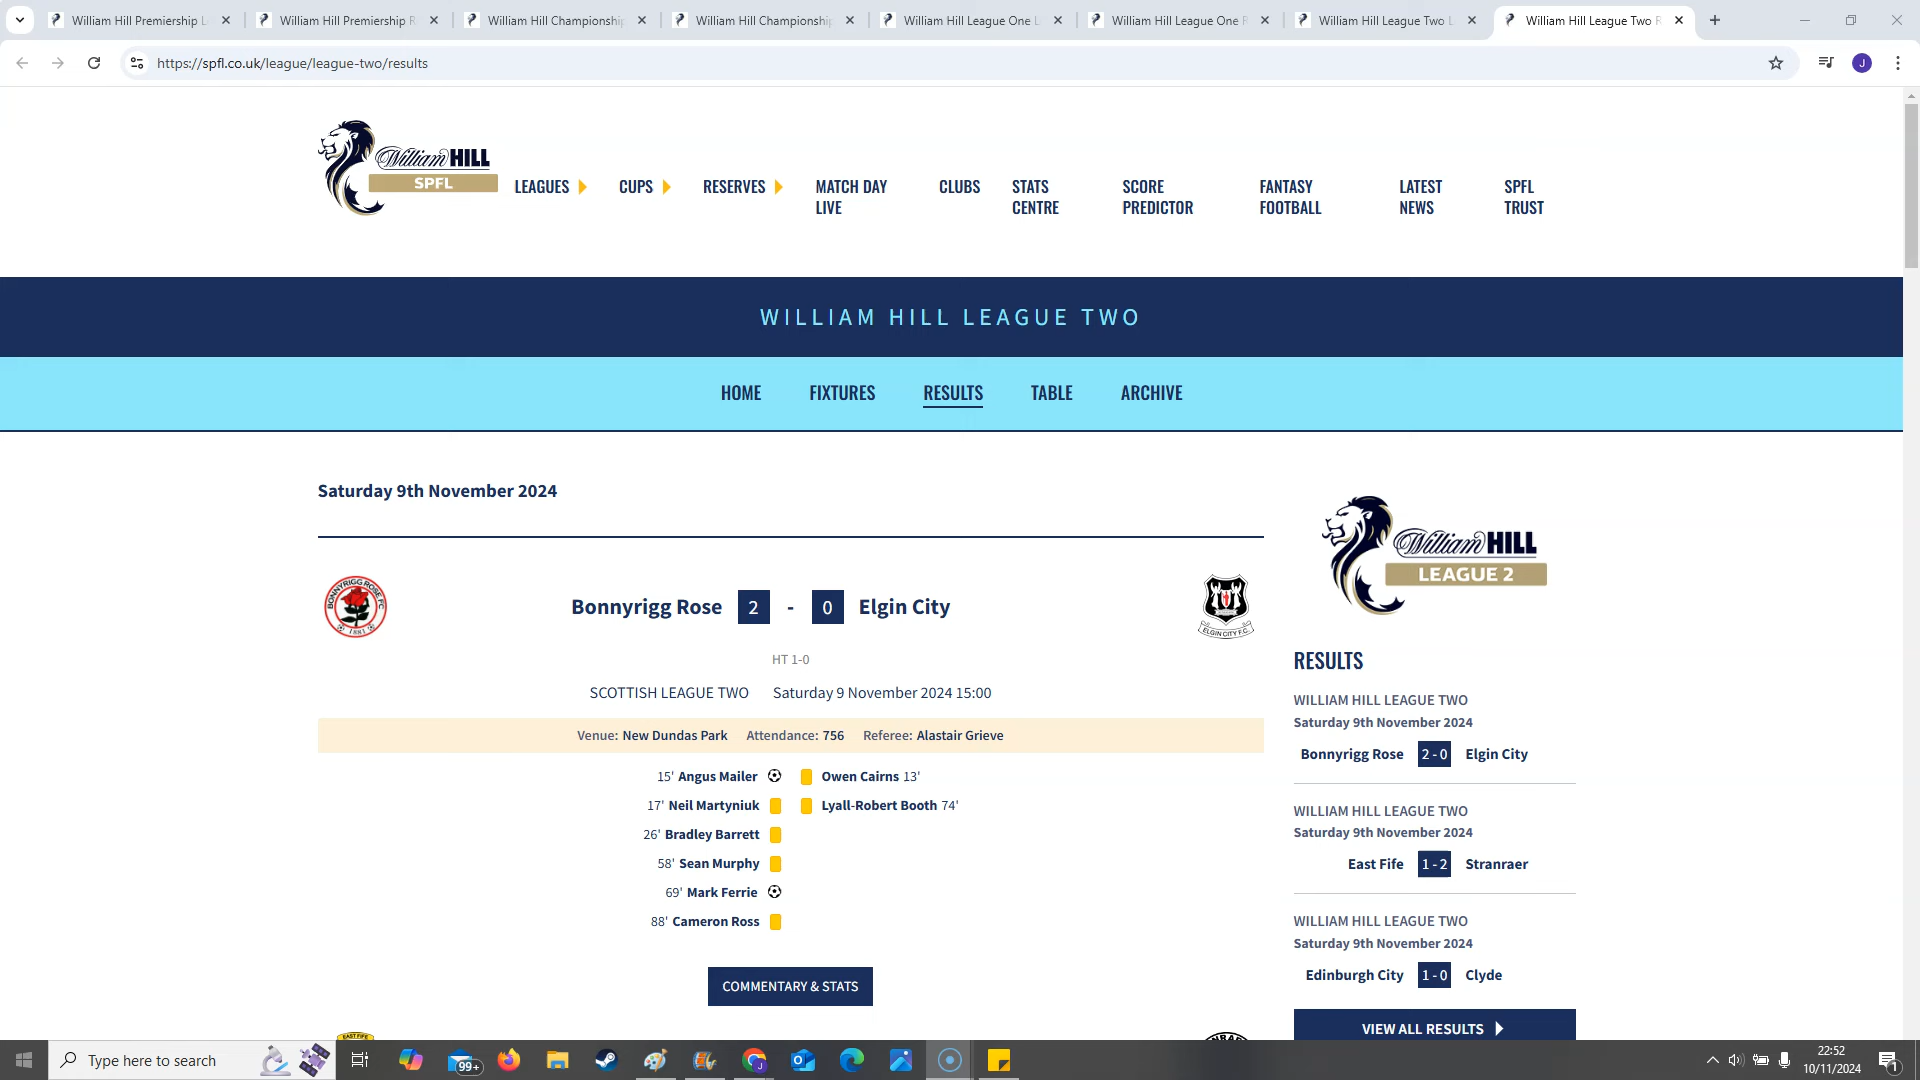 William Hill Premiership L
William Hill Premiership R
William Hill Championship
William Hill Championship
William Hill League One L
William Hill League One R
William Hill League Two L
William Hill League Two R
https://spfl.co.uk/league/league-two/results
J
William HILL
SPFL
LEAGUES
CUPS
RESERVES
MATCH DAY LIVE
CLUBS
STATS CENTRE
SCORE PREDICTOR
FANTASY FOOTBALL
LATEST NEWS
SPFL TRUST
WILLIAM HILL LEAGUE TWO
HOME FIXTURES RESULTS TABLE ARCHIVE
Saturday 9th November 2024
BONNYRIGG ROSE FC
1881
Bonnyrigg Rose 2 - 0 Elgin City
ELGIN CITY F.C.
HT 1-0
SCOTTISH LEAGUE TWO Saturday 9 November 2024 15:00
Venue: New Dundas Park Attendance: 756 Referee: Alastair Grieve
15' Angus Mailer Owen Cairns 13'
17' Neil Martyniuk Lyall-Robert Booth 74'
26' Bradley Barrett
58' Sean Murphy
69' Mark Ferrie
88' Cameron Ross
COMMENTARY & STATS
EAST FIFE
William HILL
LEAGUE 2
RESULTS
WILLIAM HILL LEAGUE TWO
Saturday 9th November 2024
Bonnyrigg Rose 2 - 0 Elgin City
WILLIAM HILL LEAGUE TWO
Saturday 9th November 2024
East Fife 1 - 2 Stranraer
WILLIAM HILL LEAGUE TWO
Saturday 9th November 2024
Edinburgh City 1 - 0 Clyde
VIEW ALL RESULTS
Type here to search
99+
J
22:52
10/11/2024
1